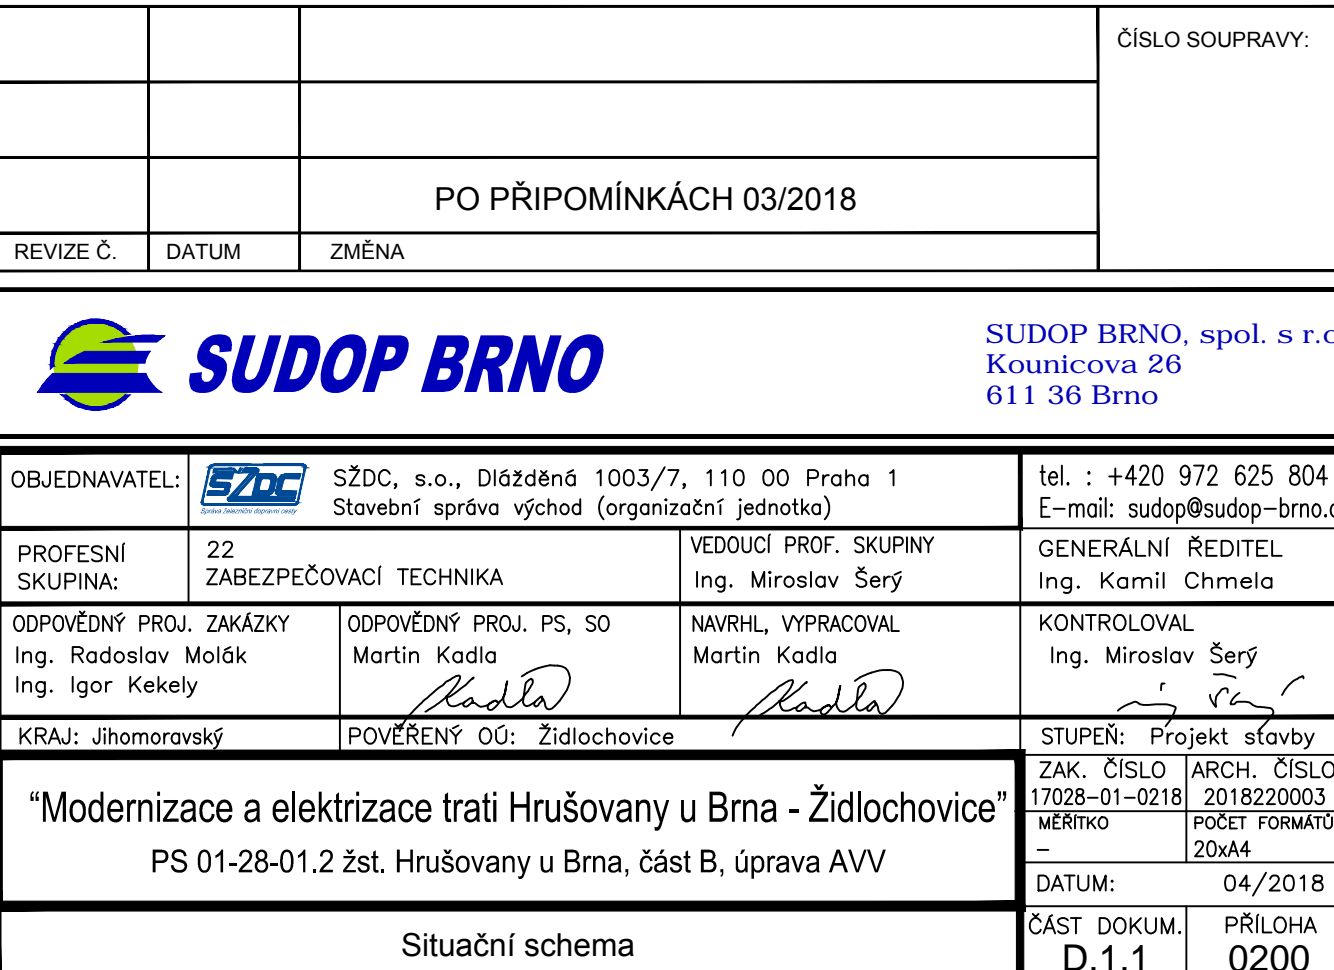 ČÍSLO SOUPRAVY:
PO PŘIPOMÍNKÁCH 03/2018
REVIZE Č. DATUM ZMĚNA
SUDOP BRNO
SUDOP BRNO, spol. s r.o
Kounicova 26
611 36 Brno
OBJEDNAVATEL:
SŽDC
Správa železniční dopravní cesty
SŽDC, s.o., Dlážděná 1003/7, 110 00 Praha 1
Stavební správa východ (organizační jednotka)
tel. : +420 972 625 804
E-mail: sudop@sudop-brno.c
PROFESNÍ
SKUPINA:
22
ZABEZPEČOVACÍ TECHNIKA
VEDOUCÍ PROF. SKUPINY
Ing. Miroslav Šerý
GENERÁLNÍ ŘEDITEL
Ing. Kamil Chmela
ODPOVĚDNÝ PROJ. ZAKÁZKY
Ing. Radoslav Molák
Ing. Igor Kekely
ODPOVĚDNÝ PROJ. PS, SO
Martin Kadla
Kadla
NAVRHL, VYPRACOVAL
Martin Kadla
Kadla
KONTROLOVAL
Ing. Miroslav Šerý
KRAJ: Jihomoravský
POVĚŘENÝ OÚ: Židlochovice
STUPEŇ: Projekt stavby
"Modernizace a elektrizace trati Hrušovany u Brna - Židlochovice"
PS 01-28-01.2 žst. Hrušovany u Brna, část B, úprava AVV
ZAK. ČÍSLO
17028-01-0218
ARCH. ČÍSLO
2018220003
MĚŘÍTKO
–
POČET FORMÁTŮ
20xA4
DATUM: 04/2018
Situační schema
ČÁST DOKUM.
D.1.1
PŘÍLOHA
0200